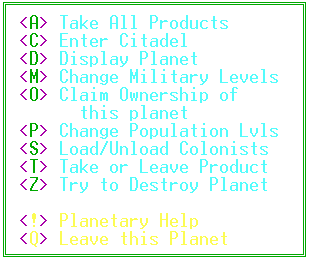 <A> Take All Products
<C> Enter Citadel
<D> Display Planet
<M> Change Military Levels
<O> Claim Ownership of
this planet
<P> Change Population Lvls
<S> Load/Unload Colonists
<T> Take or Leave Product
<Z> Try to Destroy Planet
<!> Planetary Help
<Q> Leave this Planet